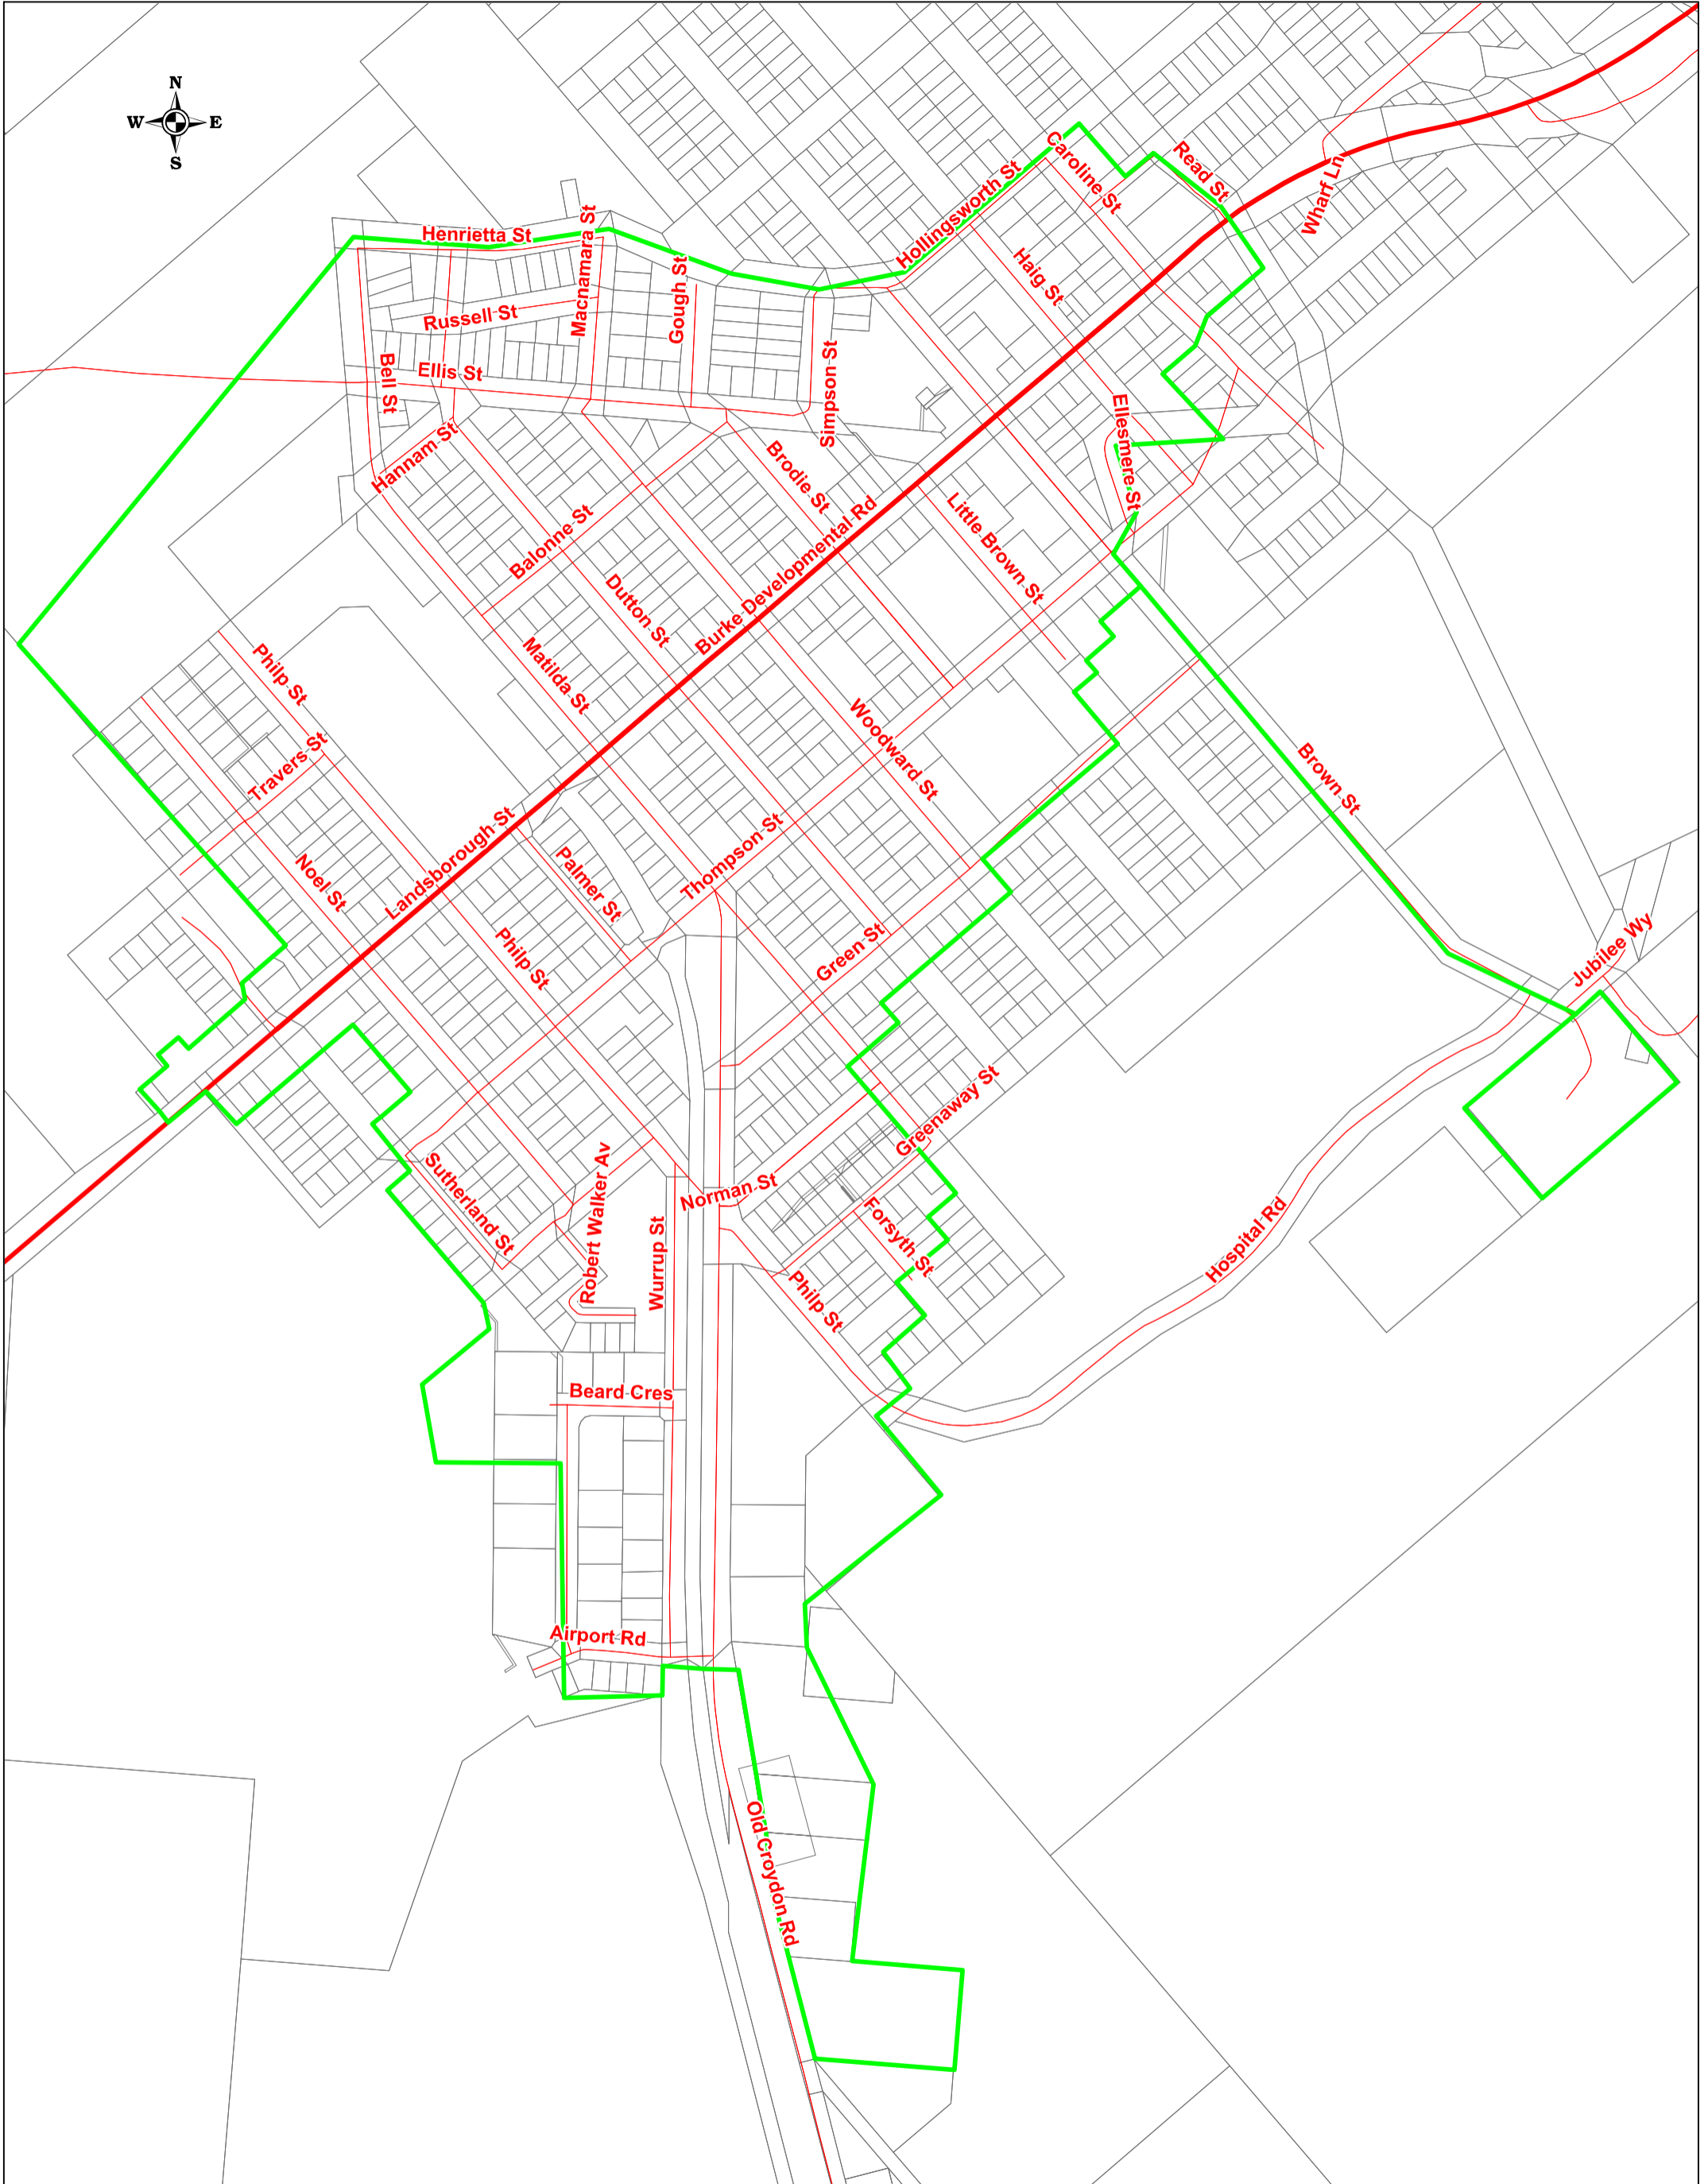 N
W E
S
Caroline St
Read St
Wharf Ln
Hollingsworth St
Henrietta St
Macnamara St
Gough St
Haig St
Russell St
Bell St
Ellis St
Simpson St
Ellesmere St
Hannam St
Brodie St
Little Brown St
Balonne St
Burke Developmental Rd
Dutton St
Matilda St
Philp St
Woodward St
Travers St
Brown St
Landsborough St
Thompson St
Palmer St
Noel St
Philp St
Green St
Jubilee Wy
Greenaway St
Sutherland St
Robert Walker Av
Norman St
Wurrup St
Forsyth St
Hospital Rd
Philp St
Beard Cres
Airport Rd
Old Croydon Rd